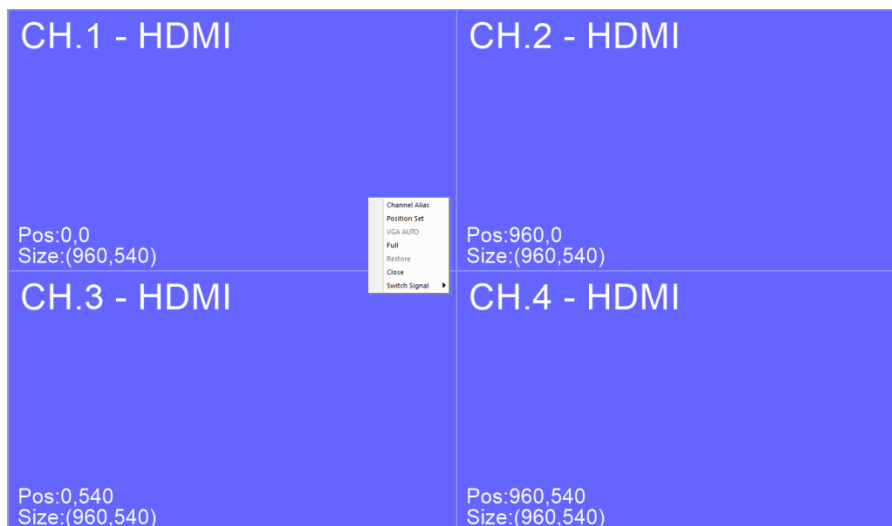 CH.1 - HDMI
Pos:0,0
Size:(960,540)
CH.2 - HDMI
Pos:960,0
Size:(960,540)
Channel Alias
Position Set
VGA AUTO
Full
Restore
Close
Switch Signal
CH.3 - HDMI
Pos:0,540
Size:(960,540)
CH.4 - HDMI
Pos:960,540
Size:(960,540)